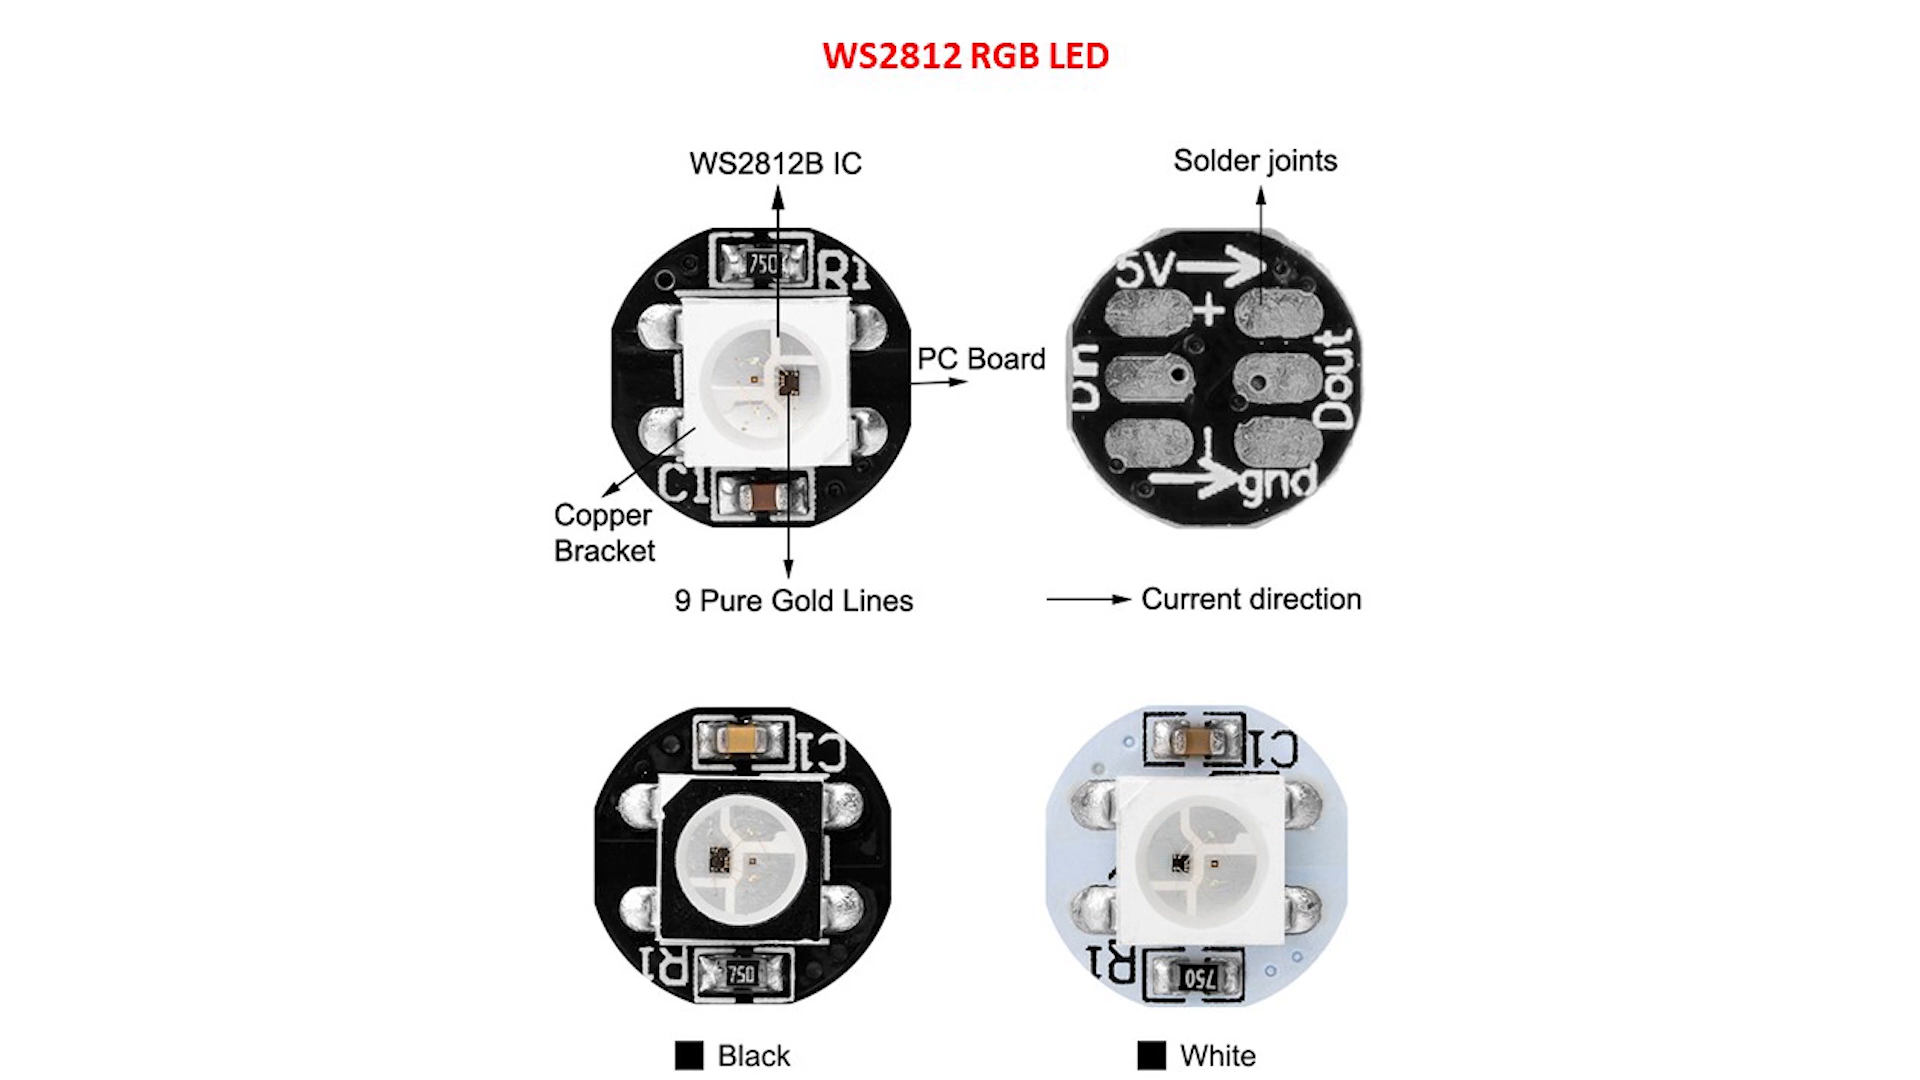 WS2812 RGB LED
WS2812B IC
Solder joints
750
R1
5V
+
PC Board
Din
Dout
C1
gnd
Copper
Bracket
9 Pure Gold Lines
Current direction
C1
C1
R1
750
R1
750
Black
White